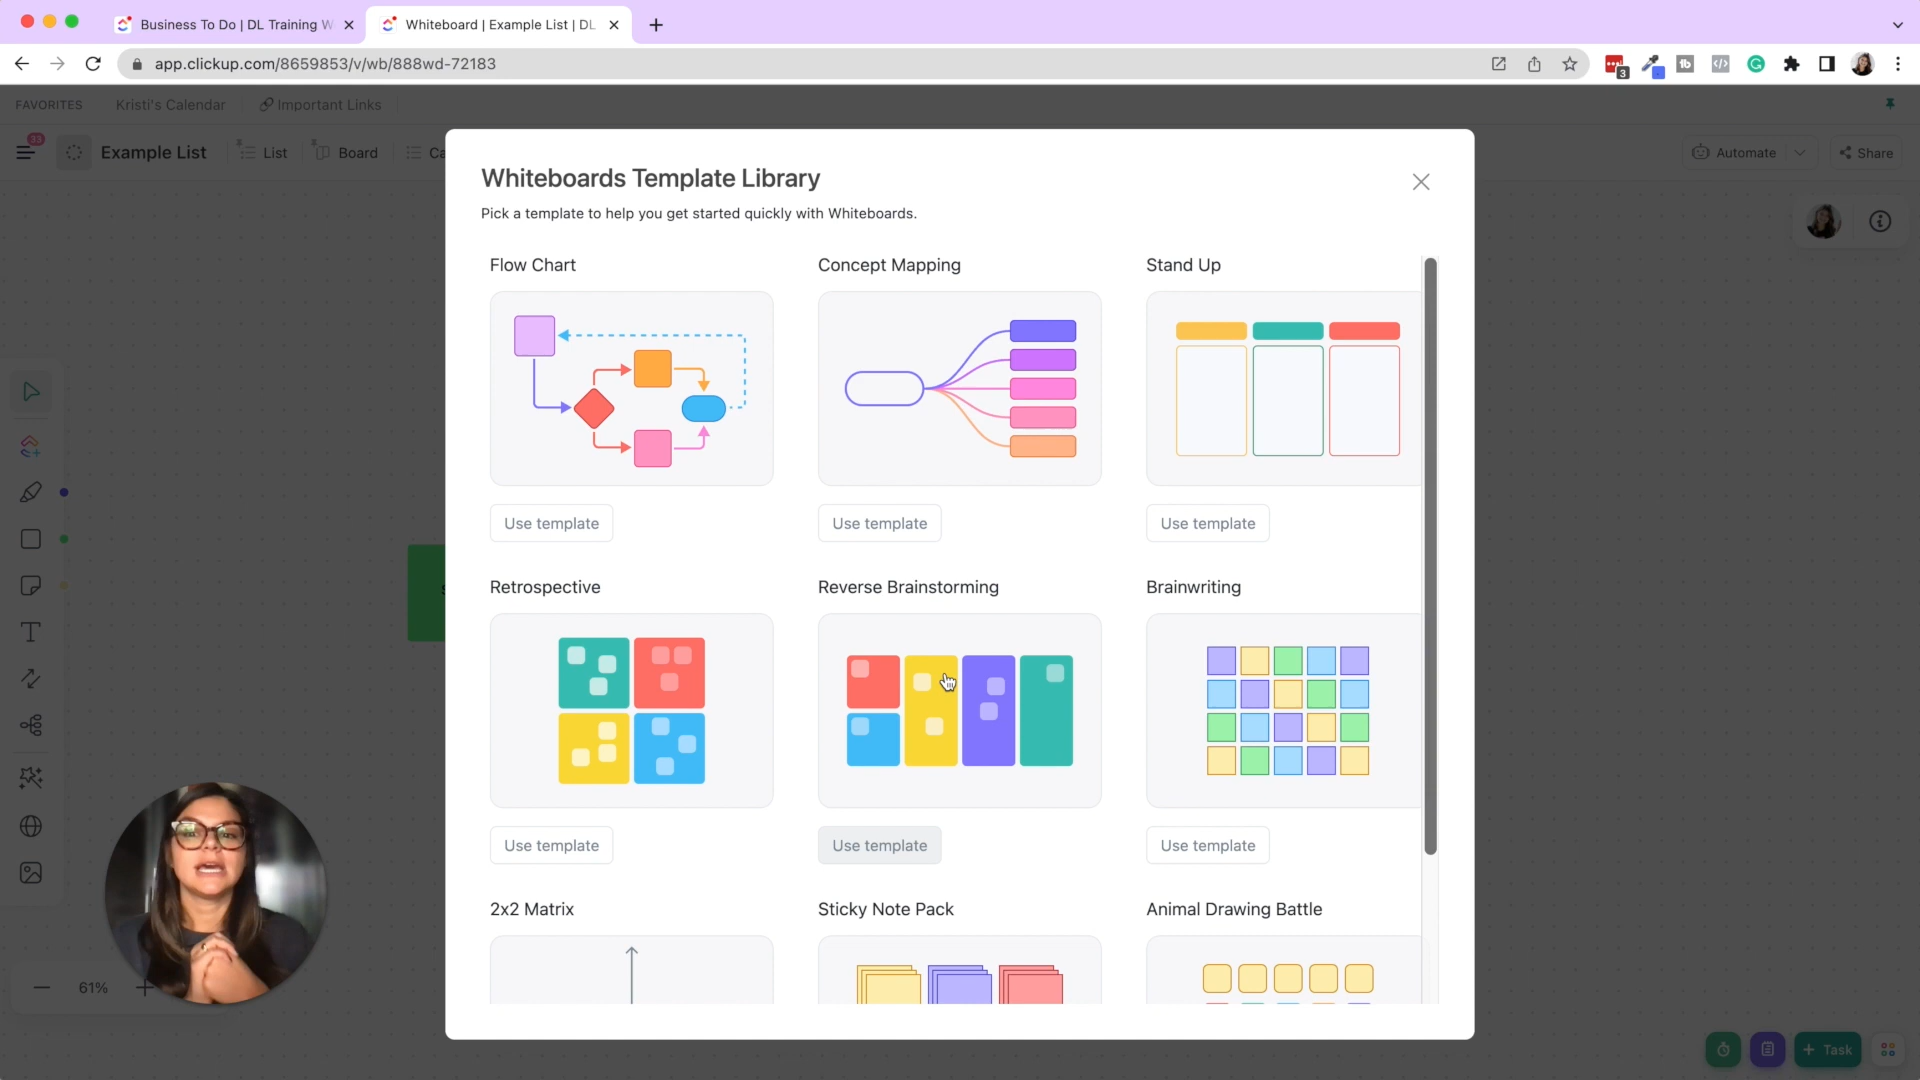 Business To Do | DL Training W
Whiteboard | Example List | DL
app.clickup.com/8659853/v/wb/888wd-72183
3
FAVORITES
Kristi's Calendar
Important Links
33
Example List
List
Board
Ca
Automate
Share
Whiteboards Template Library
Pick a template to help you get started quickly with Whiteboards.
Flow Chart
Concept Mapping
Stand Up
Use template
Use template
Use template
Retrospective
Reverse Brainstorming
Brainwriting
Use template
Use template
Use template
2x2 Matrix
Sticky Note Pack
Animal Drawing Battle
61%
Task